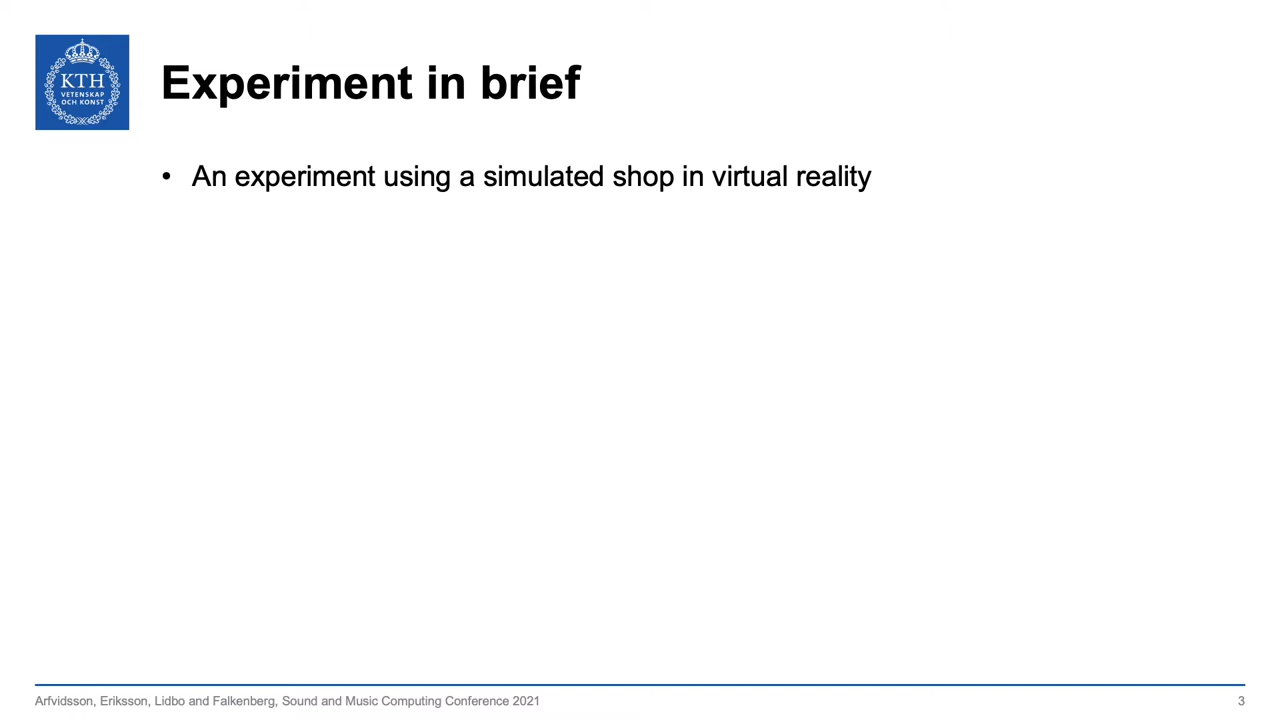 KTH
VETENSKAP
OCH KONST
Experiment in brief
• An experiment using a simulated shop in virtual reality
Arfvidsson, Eriksson, Lidbo and Falkenberg, Sound and Music Computing Conference 2021
3